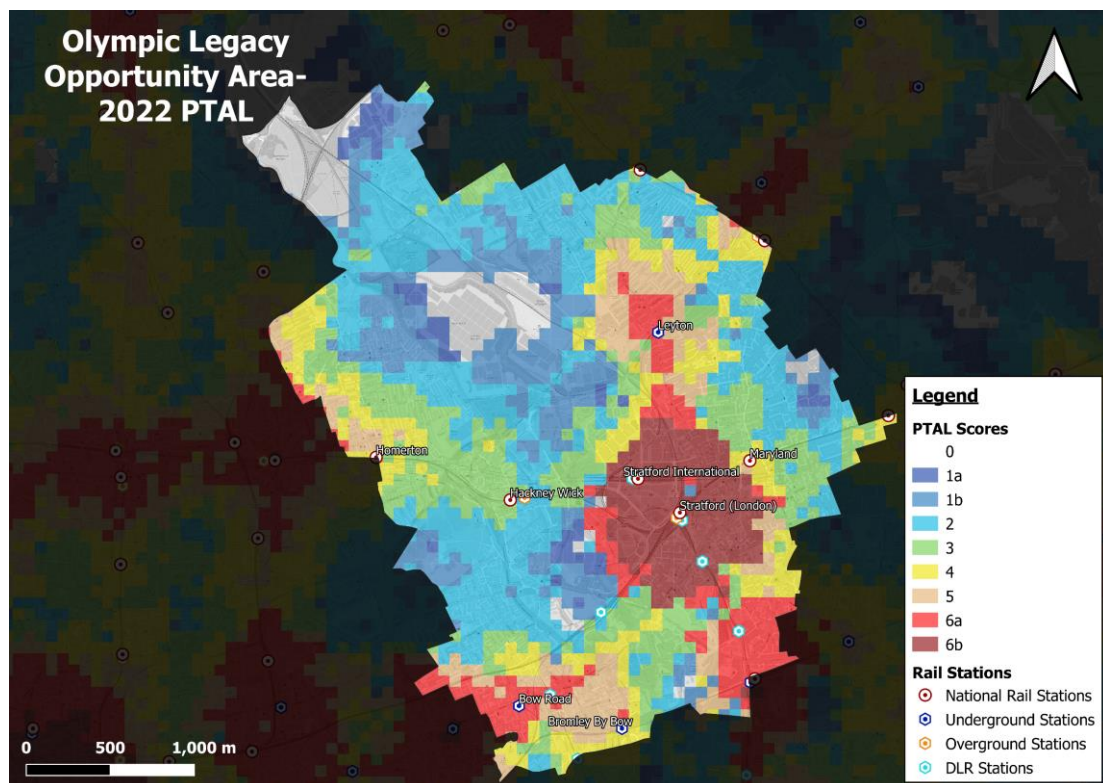 Olympic Legacy
Opportunity Area-
2022 PTAL
Leyton
Homerton
Maryland
Stratford International
Hackney Wick
Stratford (London)
Bow Road
Bromley By Bow
0 500 1,000 m
Legend
PTAL Scores
0
1a
1b
2
3
4
5
6a
6b
Rail Stations
National Rail Stations
Underground Stations
Overground Stations
DLR Stations